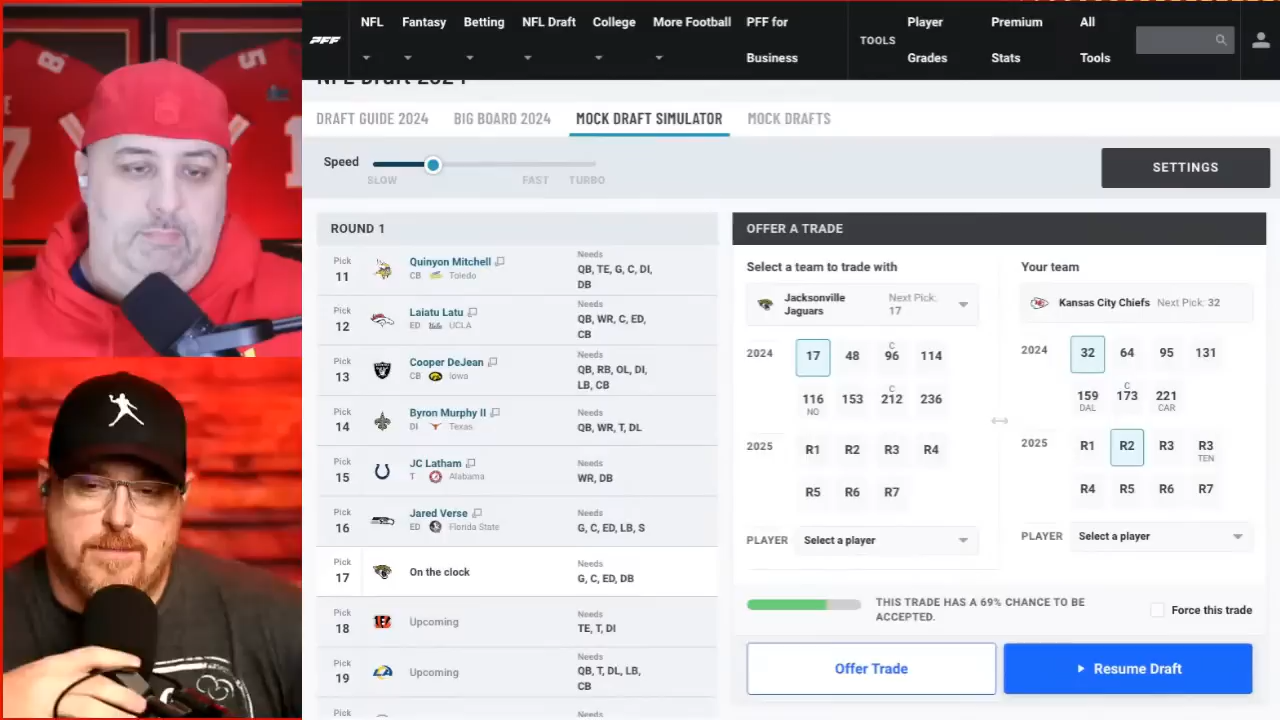 8
5
7
1
PFF
NFL
Fantasy
Betting
NFL Draft
College
More Football
PFF for
Business
TOOLS
Player
Grades
Premium
Stats
All
Tools
NFL Draft 2024
DRAFT GUIDE 2024
BIG BOARD 2024
MOCK DRAFT SIMULATOR
MOCK DRAFTS
Speed
SLOW
FAST
TURBO
SETTINGS
ROUND 1
Pick
11
Quinyon Mitchell
CB Toledo
Needs
QB, TE, G, C, DI,
DB
Pick
12
Laiatu Latu
ED UCLA
Needs
QB, WR, C, ED,
CB
Pick
13
Cooper DeJean
CB Iowa
Needs
QB, RB, OL, DI,
LB, CB
Pick
14
Byron Murphy II
DI Texas
Needs
QB, WR, T, DL
Pick
15
JC Latham
T Alabama
Needs
WR, DB
Pick
16
Jared Verse
ED Florida State
Needs
G, C, ED, LB, S
Pick
17
On the clock
Needs
G, C, ED, DB
Pick
18
Upcoming
Needs
TE, T, DI
Pick
19
Upcoming
Needs
QB, T, DL, LB,
CB
Pick
Needs
OFFER A TRADE
Select a team to trade with
Jacksonville
Jaguars
Next Pick:
17
2024
17
48
C
96
114
116
NO
153
C
212
236
2025
R1
R2
R3
R4
R5
R6
R7
PLAYER
Select a player
Your team
Kansas City Chiefs Next Pick: 32
2024
32
64
95
131
159
DAL
C
173
221
CAR
2025
R1
R2
R3
R3
TEN
R4
R5
R6
R7
PLAYER
Select a player
THIS TRADE HAS A 69% CHANCE TO BE
ACCEPTED.
Force this trade
Offer Trade
Resume Draft